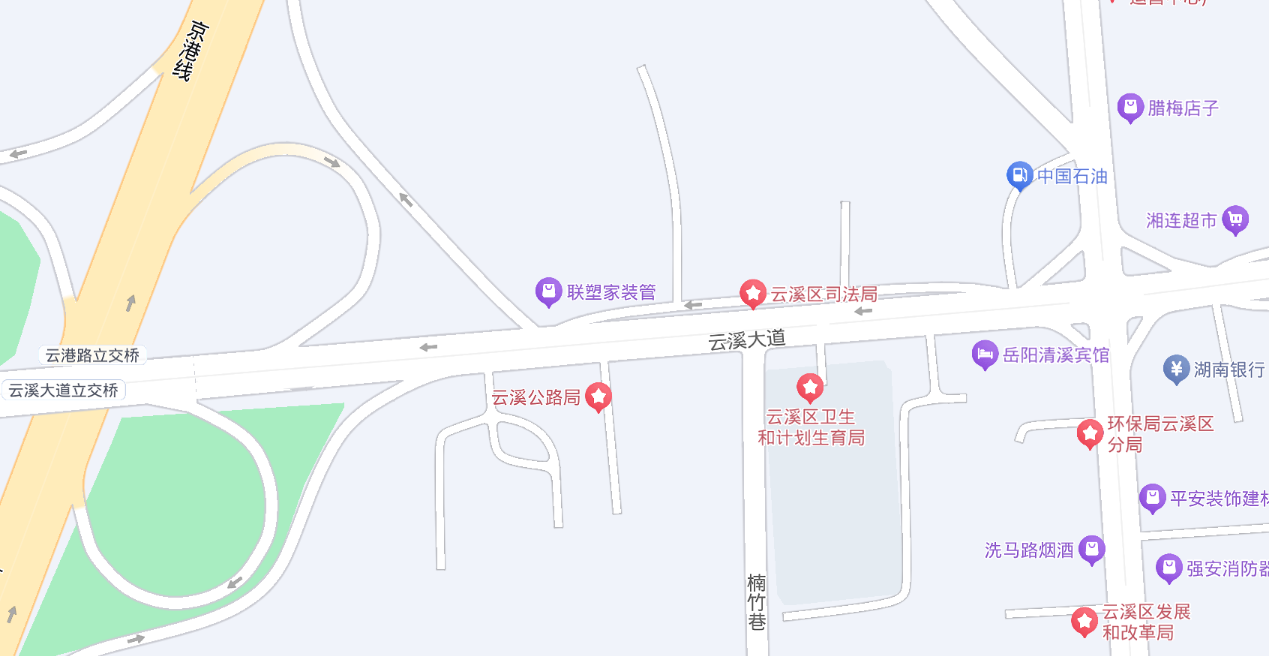 运营中心)
京港线
腊梅店子
中国石油
湘连超市
联塑家装管
云溪区司法局
云溪大道
云港路立交桥
岳阳清溪宾馆
湖南银行
云溪大道立交桥
云溪公路局
云溪区卫生
和计划生育局
环保局云溪区
分局
平安装饰建材
洗马路烟酒
强安消防器
楠竹巷
云溪区发展
和改革局